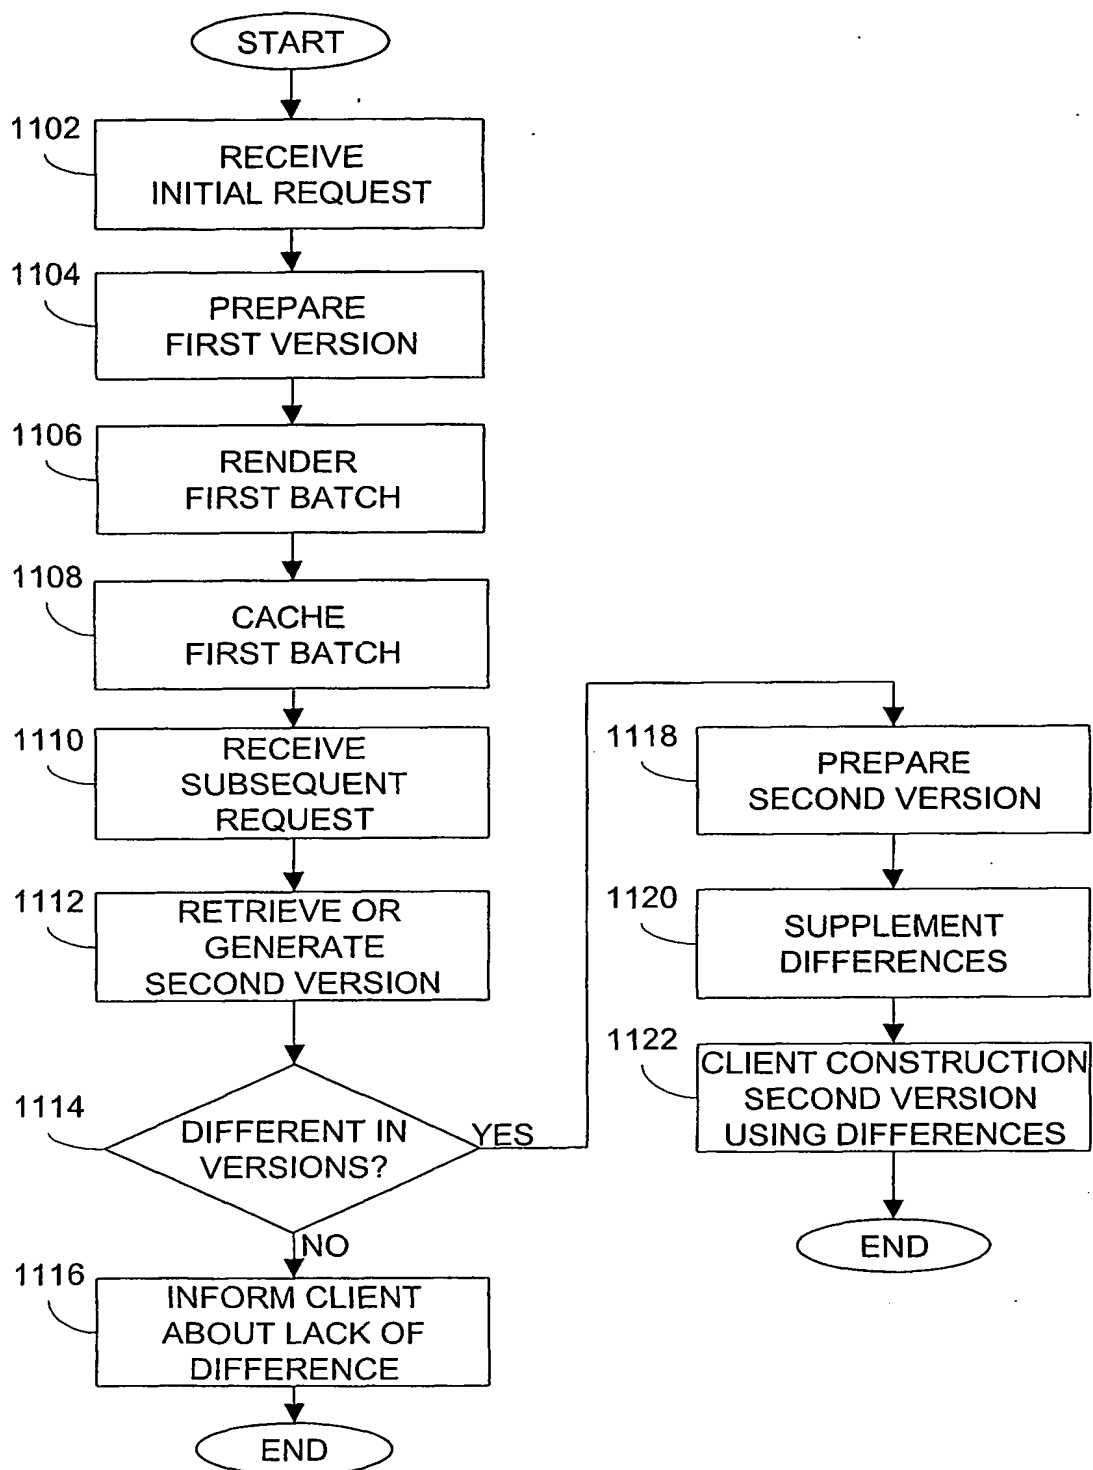 START
1102
RECEIVE
INITIAL REQUEST
1104
PREPARE
FIRST VERSION
1106
RENDER
FIRST BATCH
1108
CACHE
FIRST BATCH
1110
RECEIVE
SUBSEQUENT
REQUEST
1112
RETRIEVE OR
GENERATE
SECOND VERSION
1114
DIFFERENT IN
VERSIONS?
YES
NO
1116
INFORM CLIENT
ABOUT LACK OF
DIFFERENCE
END
1118
PREPARE
SECOND VERSION
1120
SUPPLEMENT
DIFFERENCES
1122
CLIENT CONSTRUCTION
SECOND VERSION
USING DIFFERENCES
END